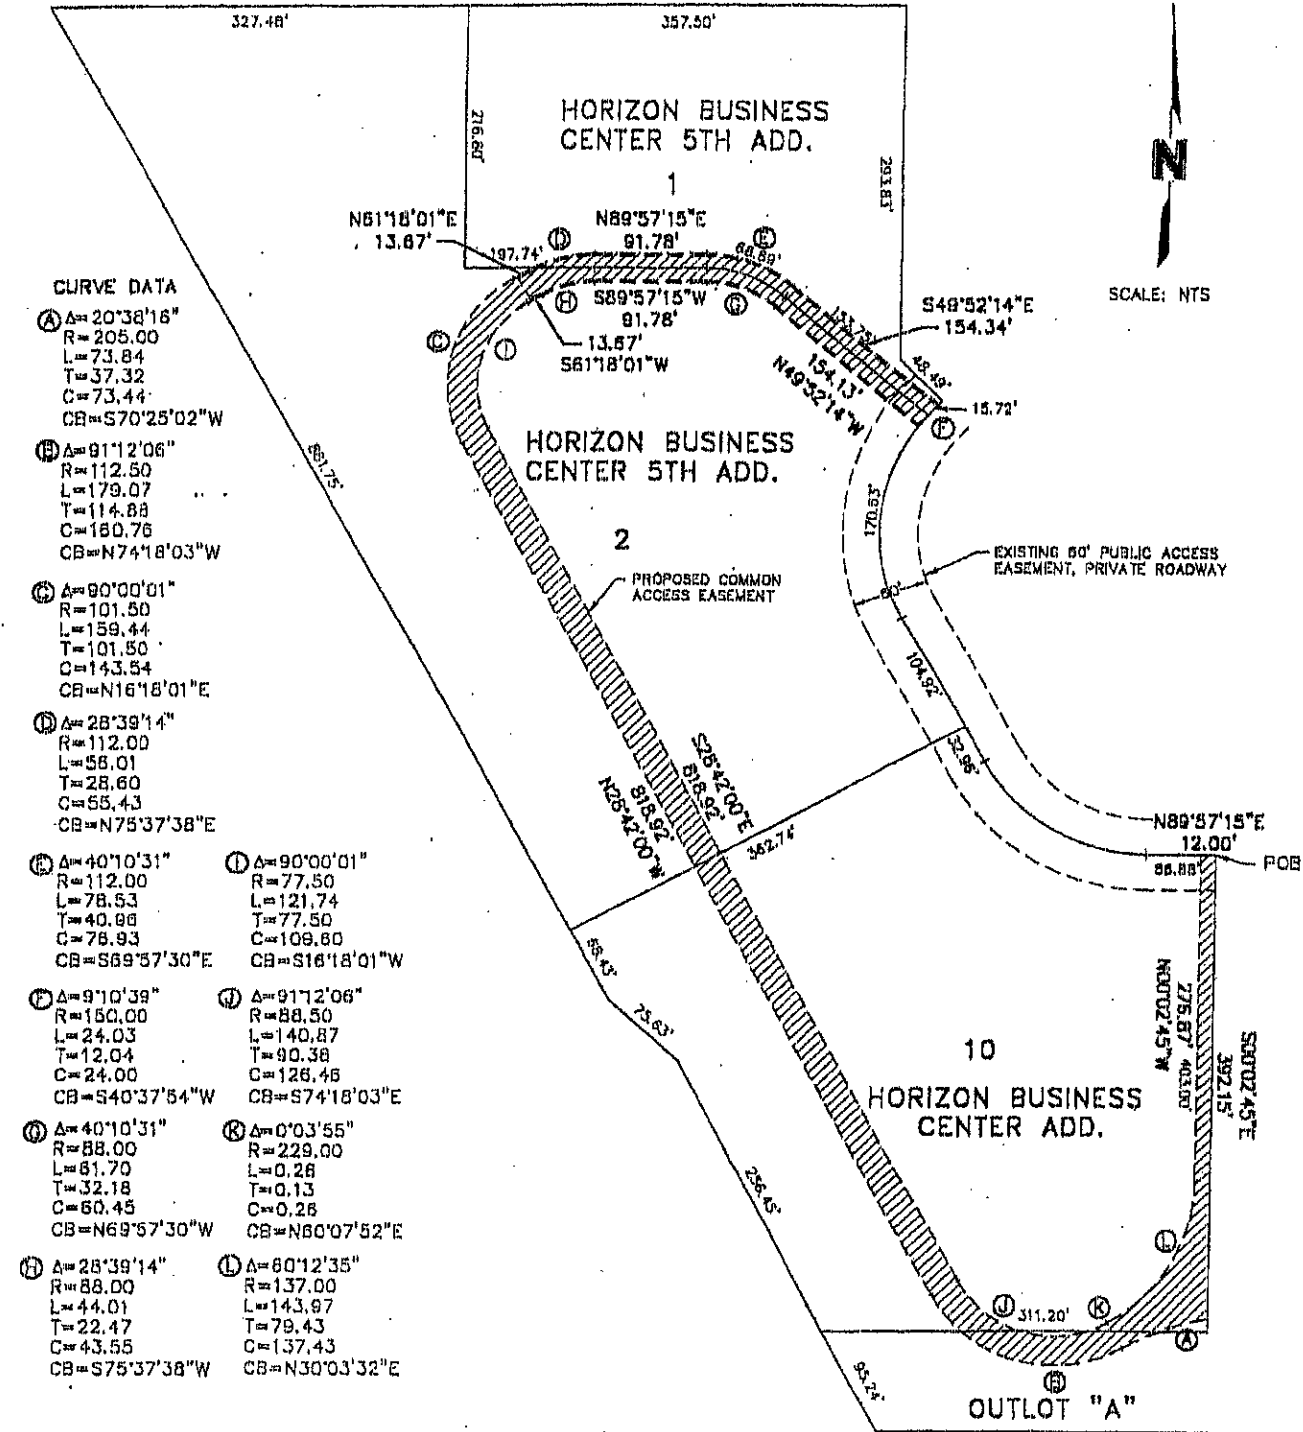 327.48'
357.50'
HORIZON BUSINESS
CENTER 5TH ADD.
1
216.80'
293.83'
N
SCALE: NTS
N61°18'01"E
13.67'
N89°57'15"E
91.78'
D
E
197.74'
68.89'
H
S89°57'15"W
91.78'
G
13.67'
S61°18'01"W
153.75'
S49°52'14"E
154.34'
154.13'
N49°52'14"W
48.49'
15.72'
F
C
I
HORIZON BUSINESS
CENTER 5TH ADD.
2
PROPOSED COMMON
ACCESS EASEMENT
170.53'
EXISTING 60' PUBLIC ACCESS
EASEMENT, PRIVATE ROADWAY
60'
104.92'
32.96'
681.75'
S28°42'00"E
818.92'
818.92'
N28°42'00"W
362.74'
N89°57'15"E
12.00'
POB
86.88'
68.43'
75.63'
N00°02'45"W
275.87'
403.00'
S00°02'45"E
392.15'
10
HORIZON BUSINESS
CENTER ADD.
256.45'
L
J
311.20'
K
A
B
95.24'
OUTLOT "A"
CURVE DATA
A Δ=20°38'16"
R=205.00
L=73.84
T=37.32
C=73.44
CB=S70°25'02"W
B Δ=91°12'06"
R=112.50
L=179.07
T=114.88
C=160.76
CB=N74°18'03"W
C Δ=90°00'01"
R=101.50
L=159.44
T=101.50
C=143.54
CB=N16°18'01"E
D Δ=28°39'14"
R=112.00
L=56.01
T=28.60
C=55.43
CB=N75°37'38"E
E Δ=40°10'31"
R=112.00
L=78.53
T=40.96
C=76.93
CB=S69°57'30"E
F Δ=9°10'39"
R=150.00
L=24.03
T=12.04
C=24.00
CB=S40°37'54"W
G Δ=40°10'31"
R=88.00
L=61.70
T=32.18
C=60.45
CB=N69°57'30"W
H Δ=28°39'14"
R=88.00
L=44.01
T=22.47
C=43.55
CB=S75°37'38"W
I Δ=90°00'01"
R=77.50
L=121.74
T=77.50
C=109.60
CB=S16°18'01"W
J Δ=91°12'06"
R=88.50
L=140.87
T=90.38
C=126.46
CB=S74°18'03"E
K Δ=0°03'55"
R=229.00
L=0.26
T=0.13
C=0.26
CB=N60°07'52"E
L Δ=60°12'35"
R=137.00
L=143.97
T=79.43
C=137.43
CB=N30°03'32"E